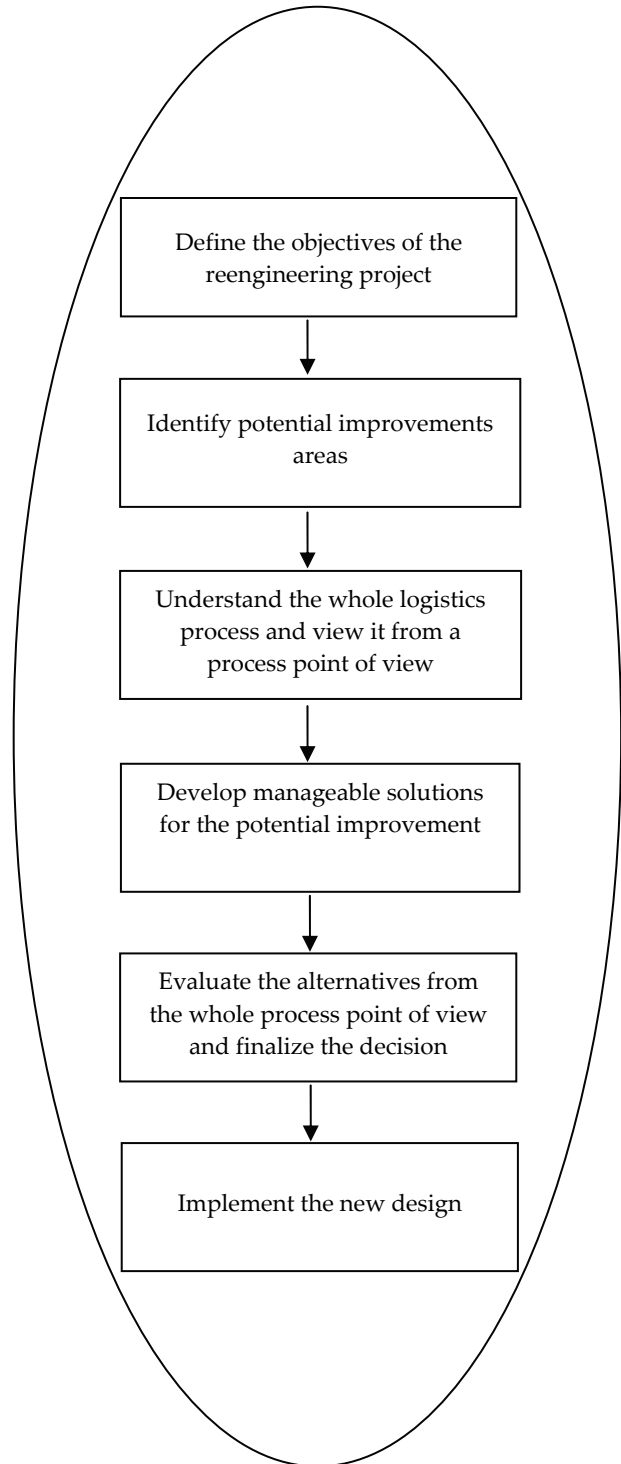 Define the objectives of the
reengineering project
Identify potential improvements
areas
Understand the whole logistics
process and view it from a
process point of view
Develop manageable solutions
for the potential improvement
Evaluate the alternatives from
the whole process point of view
and finalize the decision
Implement the new design